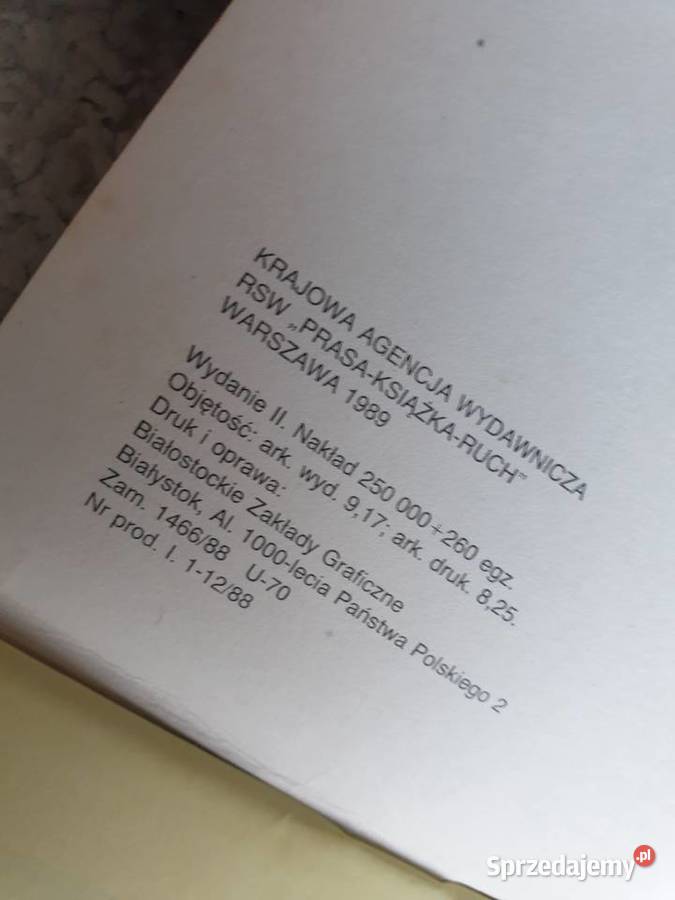 KRAJOWA AGENCJA WYDAWNICZA
RSW „PRASA-KSIĄŻKA-RUCH”
WARSZAWA 1989
Wydanie II. Nakład 250 000+260 egz.
Objętość: ark. wyd. 9,17; ark. druk. 8,25.
Druk i oprawa:
Białostockie Zakłady Graficzne
Białystok, Al. 1000-lecia Państwa Polskiego 2
Zam. 1466/88 U-70
Nr prod. I. 1-12/88
Sprzedajemy.pl